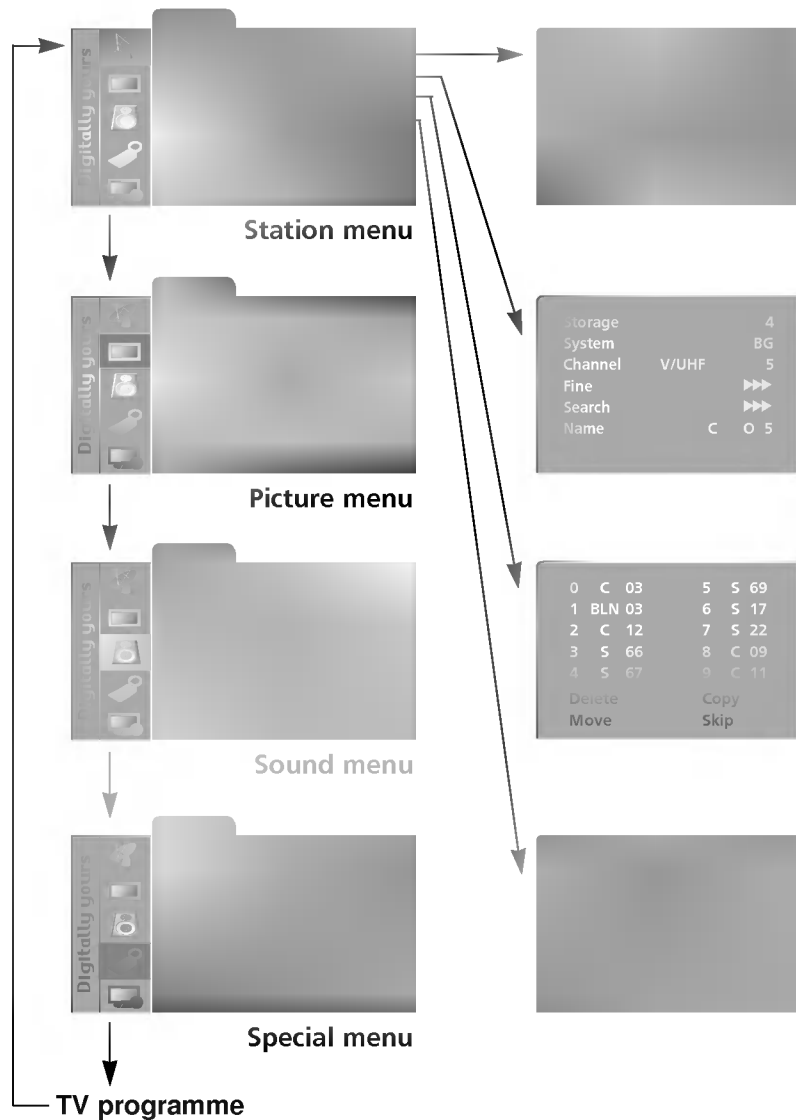 Digitally yours
Station menu
Digitally yours
Picture menu
Storage 4
System BG
Channel V/UHF 5
Fine
Search
Name C O 5
Digitally yours
Sound menu
0 C 03 5 S 69
1 BLN 03 6 S 17
2 C 12 7 S 22
3 S 66 8 C 09
4 S 67 9 C 11
Delete Copy
Move Skip
Digitally yours
Special menu
TV programme